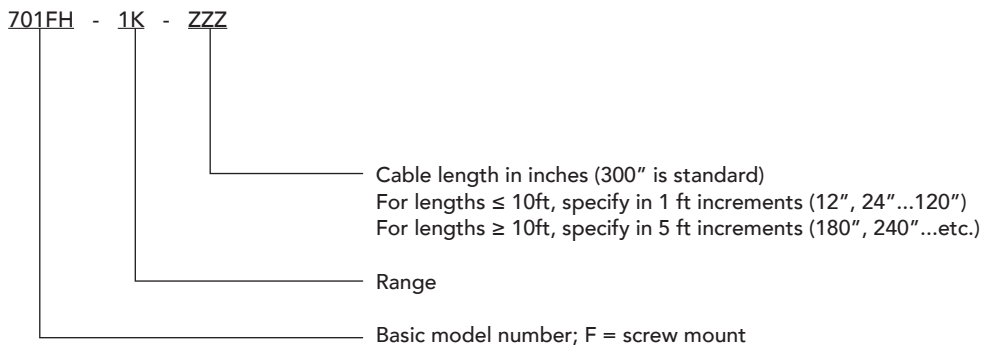 701FH - 1K - ZZZ
Cable length in inches (300” is standard)
For lengths ≤ 10ft, specify in 1 ft increments (12”, 24”...120”)
For lengths ≥ 10ft, specify in 5 ft increments (180”, 240”...etc.)
Range
Basic model number; F = screw mount